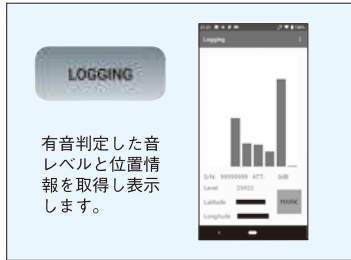 LOGGING
有音判定した音
レベルと位置情
報を取得し表示
します。
Logging
S/N: 99999999 ATT: 0dB
Level 23922
Latitude
Longitude
MARK